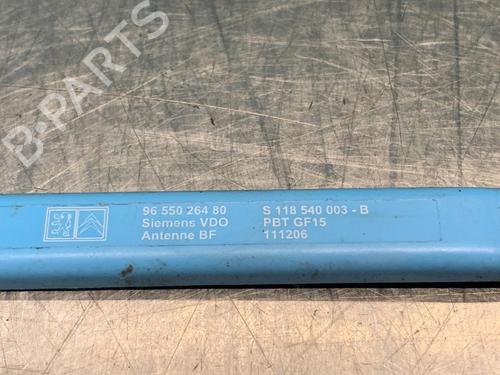 B-PARTS
96 550 264 80
Siemens VDO
Antenne BF
S 118 540 003 - B
PBT GF15
111206